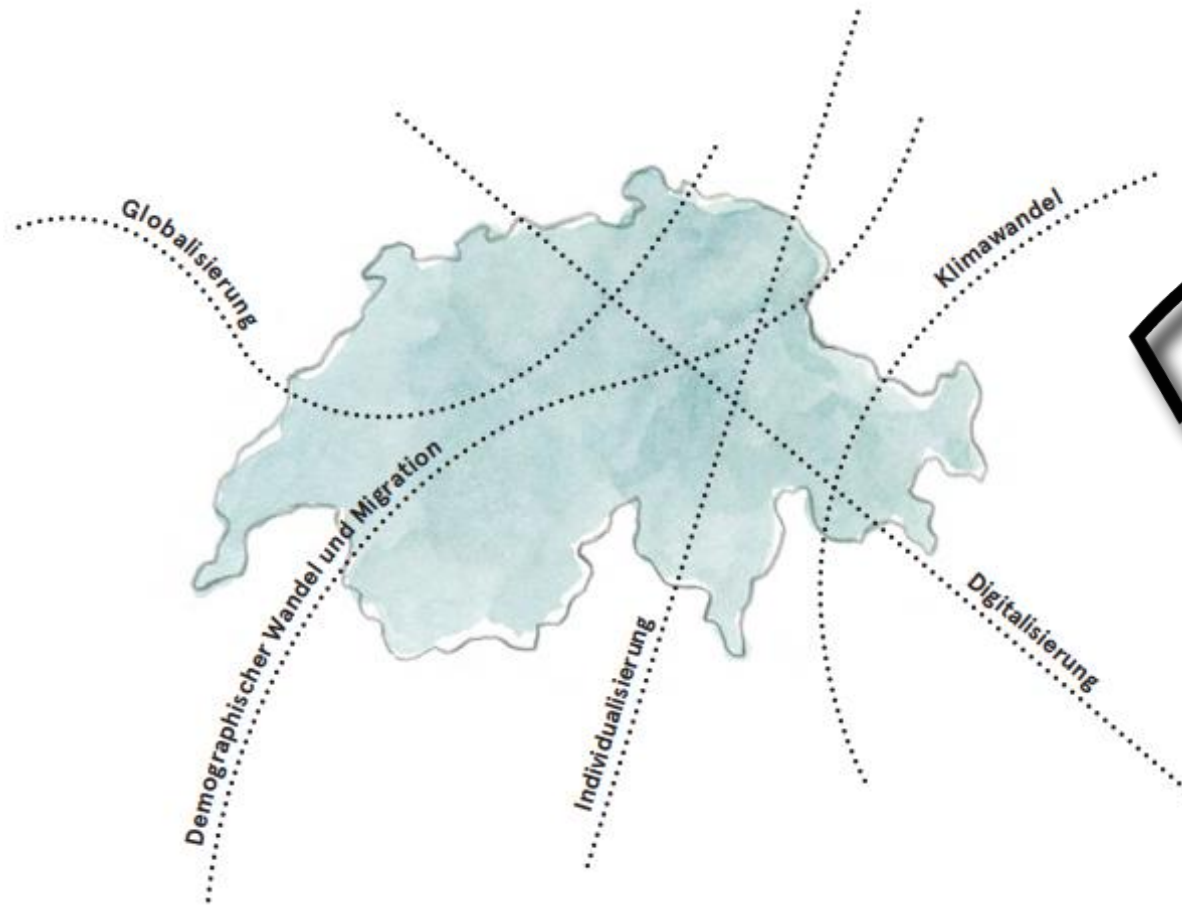 Globalisierung
Klimawandel
Demographischer Wandel und Migration
Individualisierung
Digitalisierung